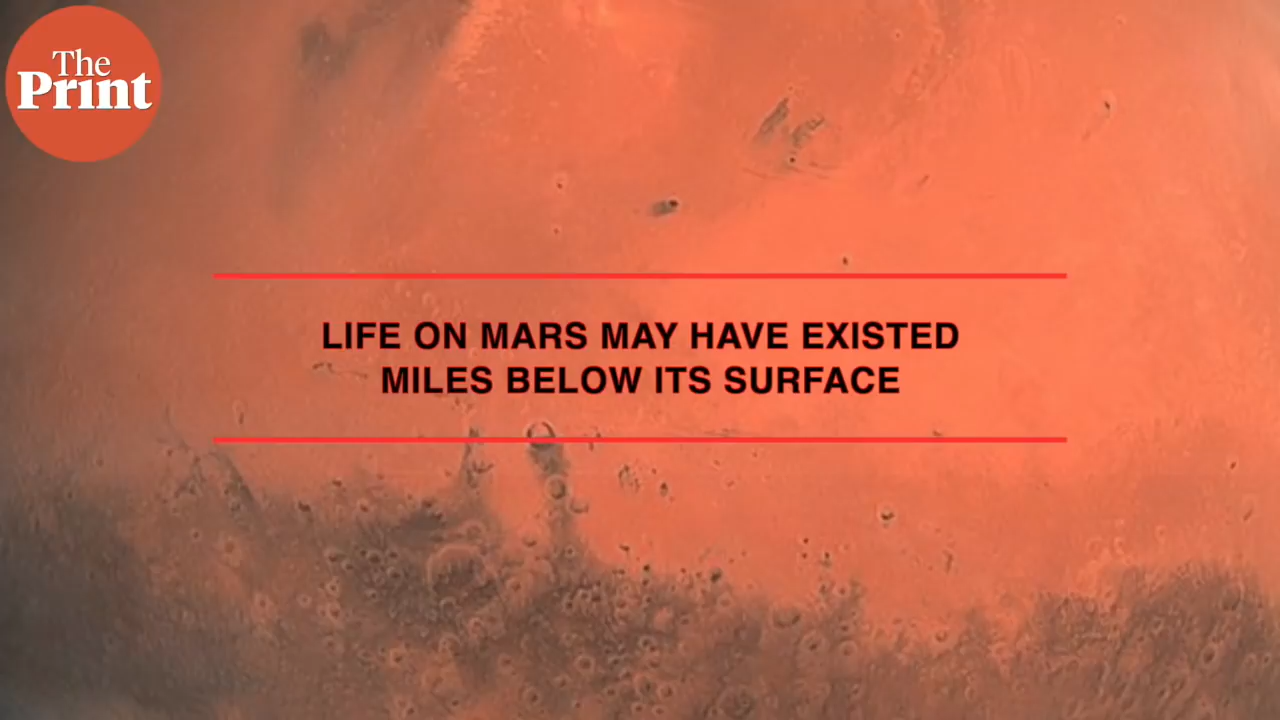 The
Print
LIFE ON MARS MAY HAVE EXISTED
MILES BELOW ITS SURFACE